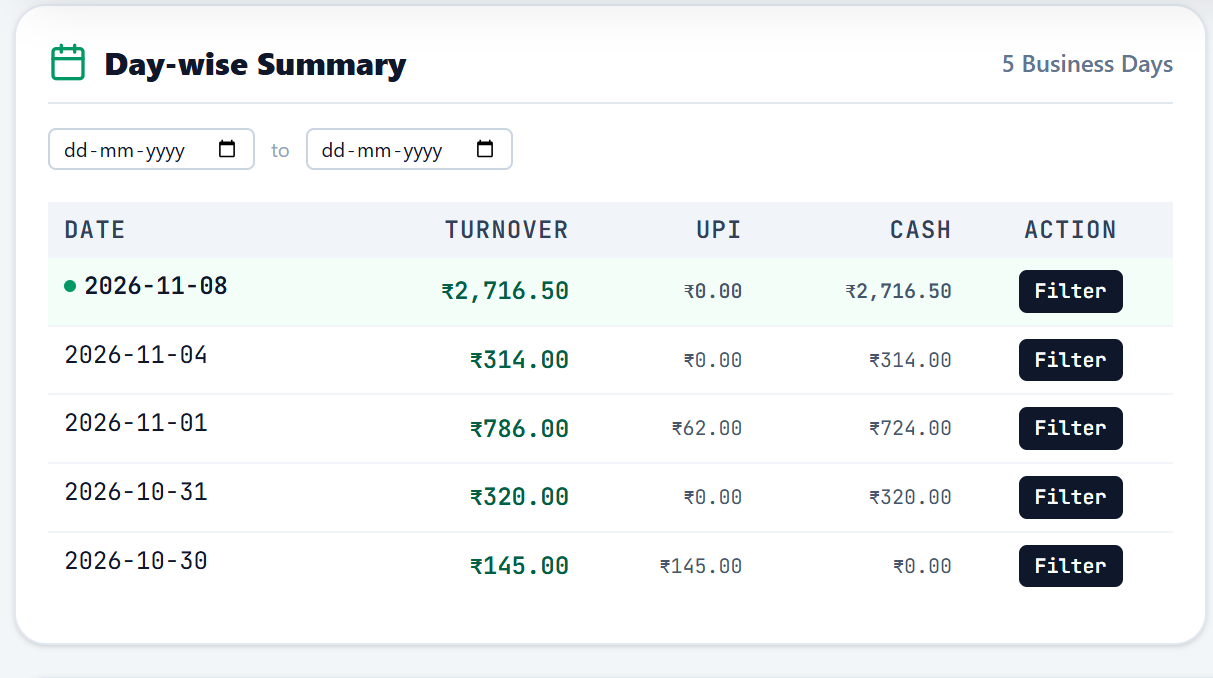 Day-wise Summary 5 Business Days
dd-mm-yyyy to dd-mm-yyyy
DATE TURNOVER UPI CASH ACTION
2026-11-08 ₹2,716.50 ₹0.00 ₹2,716.50 Filter
2026-11-04 ₹314.00 ₹0.00 ₹314.00 Filter
2026-11-01 ₹786.00 ₹62.00 ₹724.00 Filter
2026-10-31 ₹320.00 ₹0.00 ₹320.00 Filter
2026-10-30 ₹145.00 ₹145.00 ₹0.00 Filter